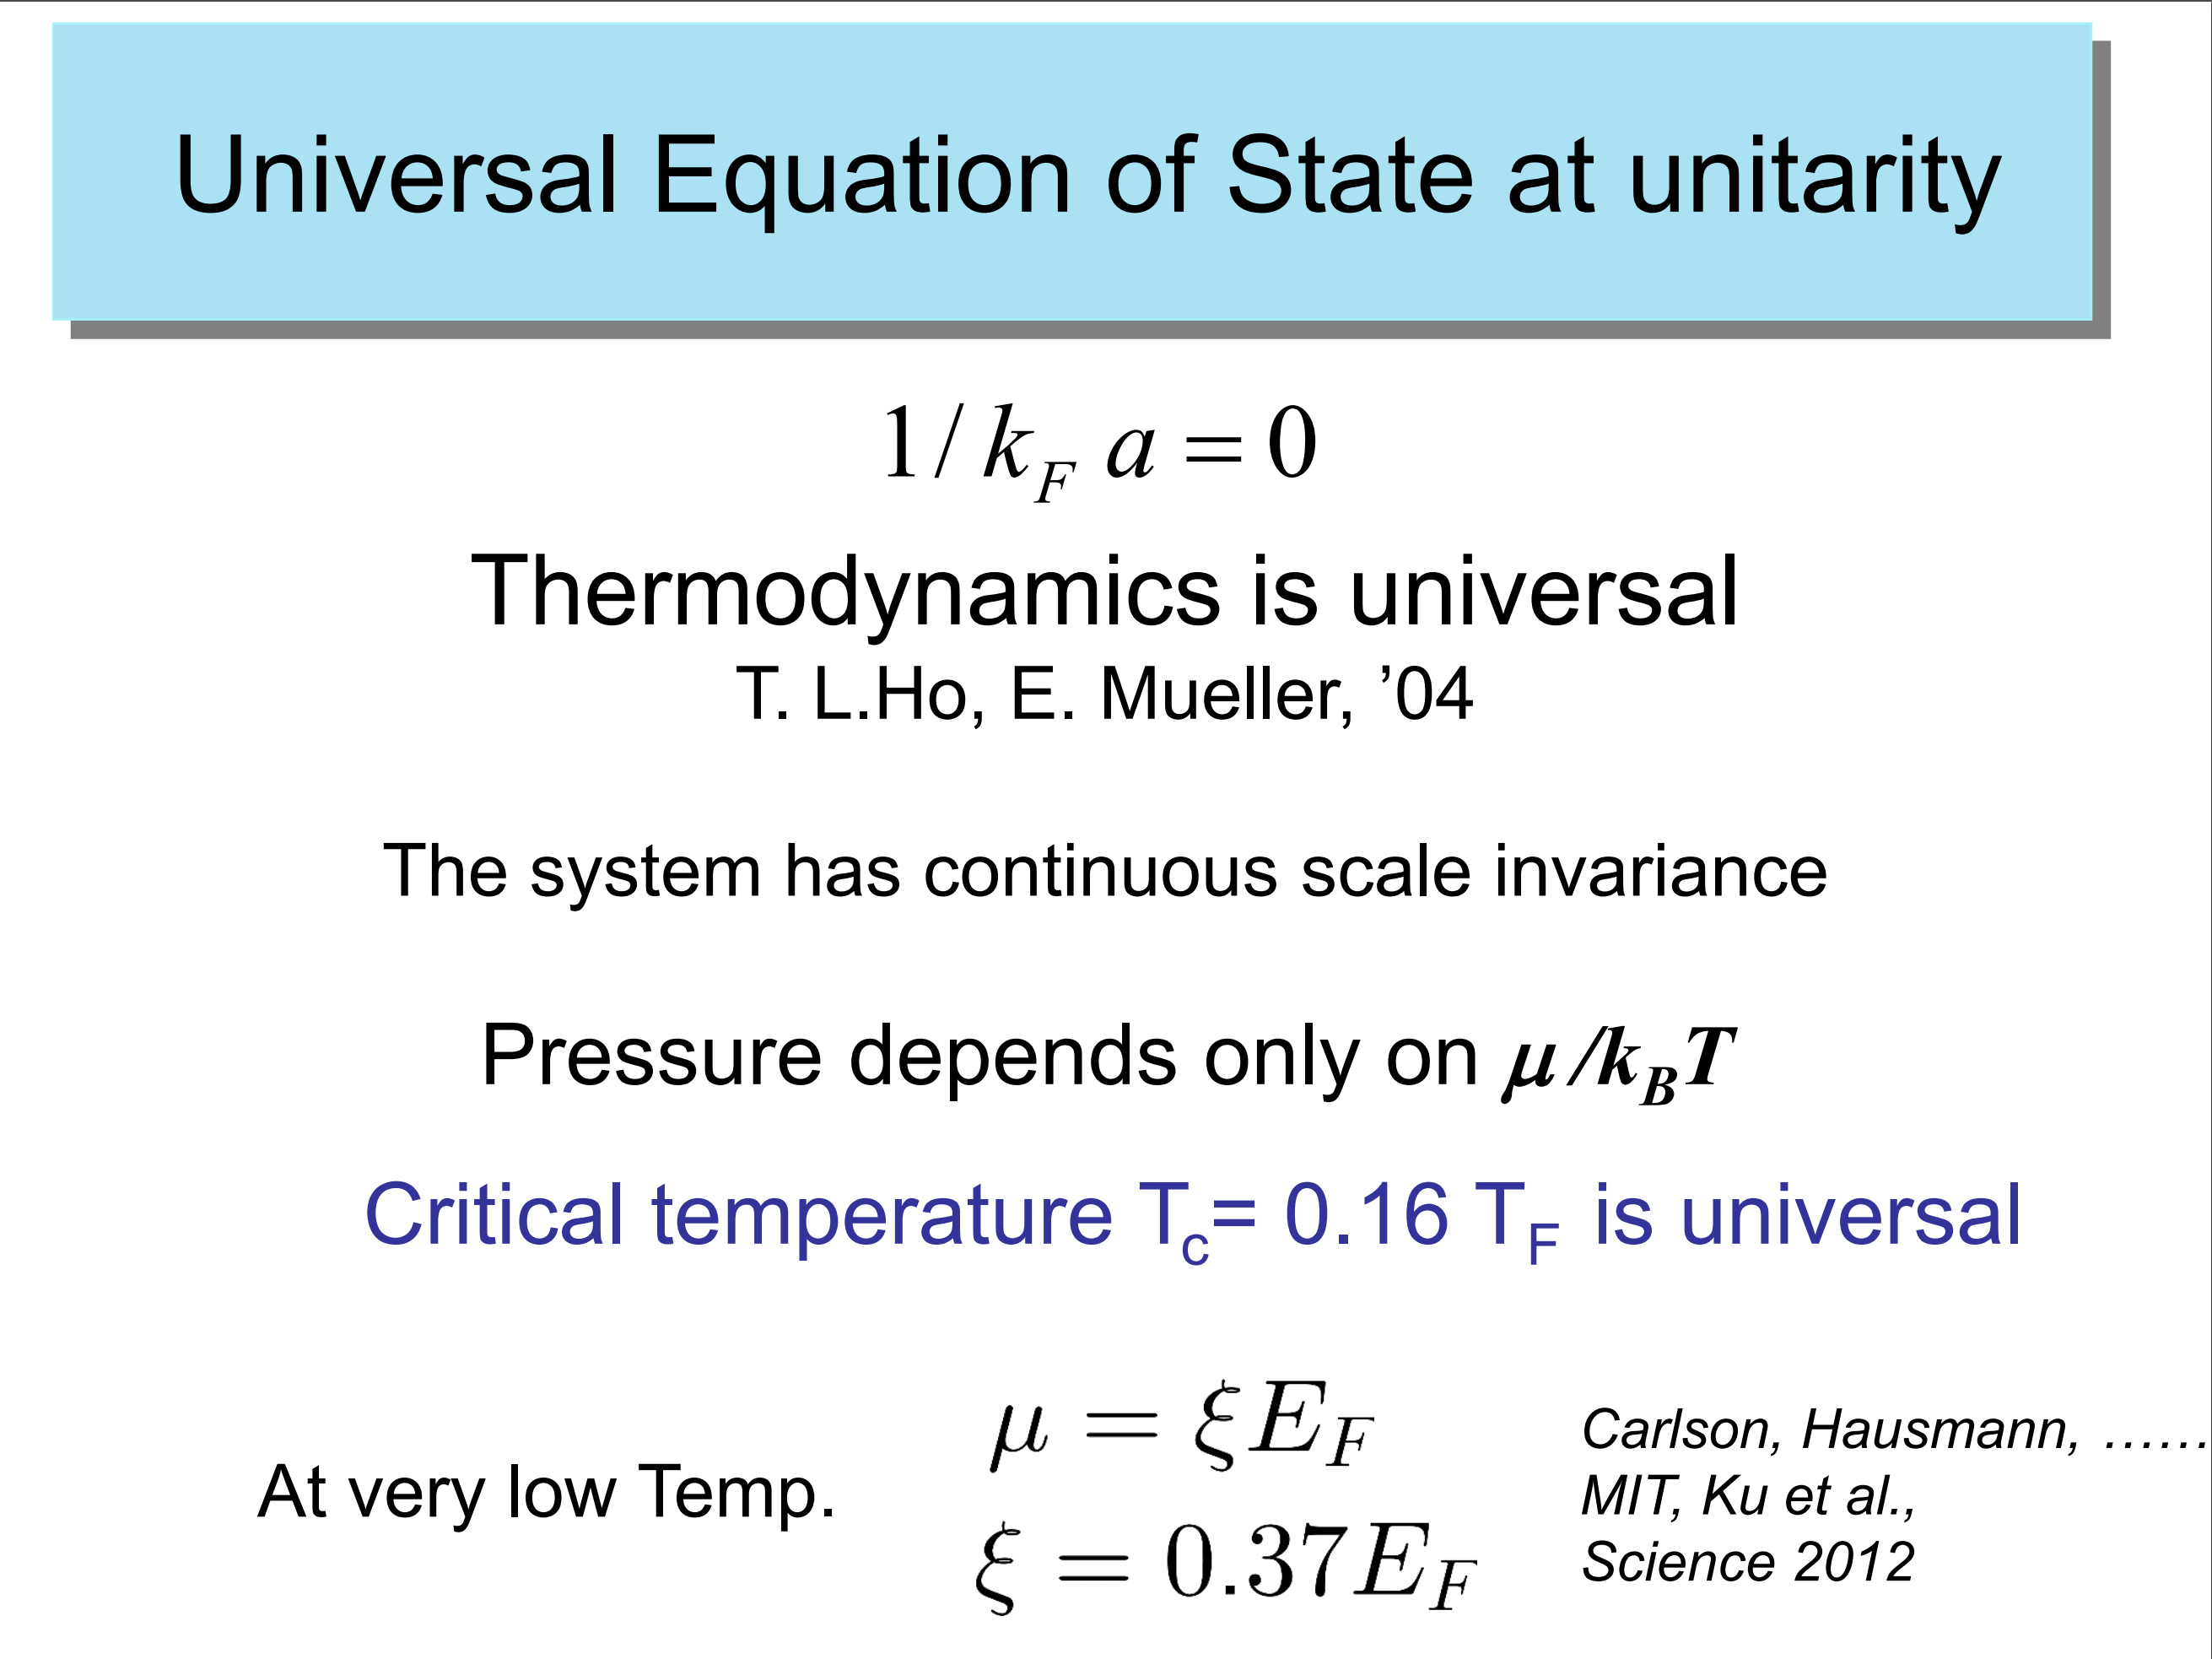 Universal Equation of State at unitarity
1/ k_F a = 0
Thermodynamics is universal
T. L.Ho, E. Mueller, ’04
The system has continuous scale invariance
Pressure depends only on μ /k_BT
Critical temperature T_c= 0.16 T_F is universal
At very low Temp.
μ = ξE_F
ξ = 0.37E_F
Carlson, Hausmann, ……
MIT, Ku et al.,
Science 2012